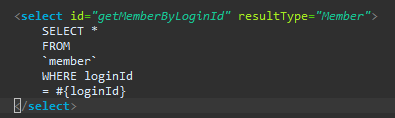 <select id="getMemberByLoginId" resultType="Member">
SELECT *
FROM
`member`
WHERE loginId
= #{loginId}
</select>